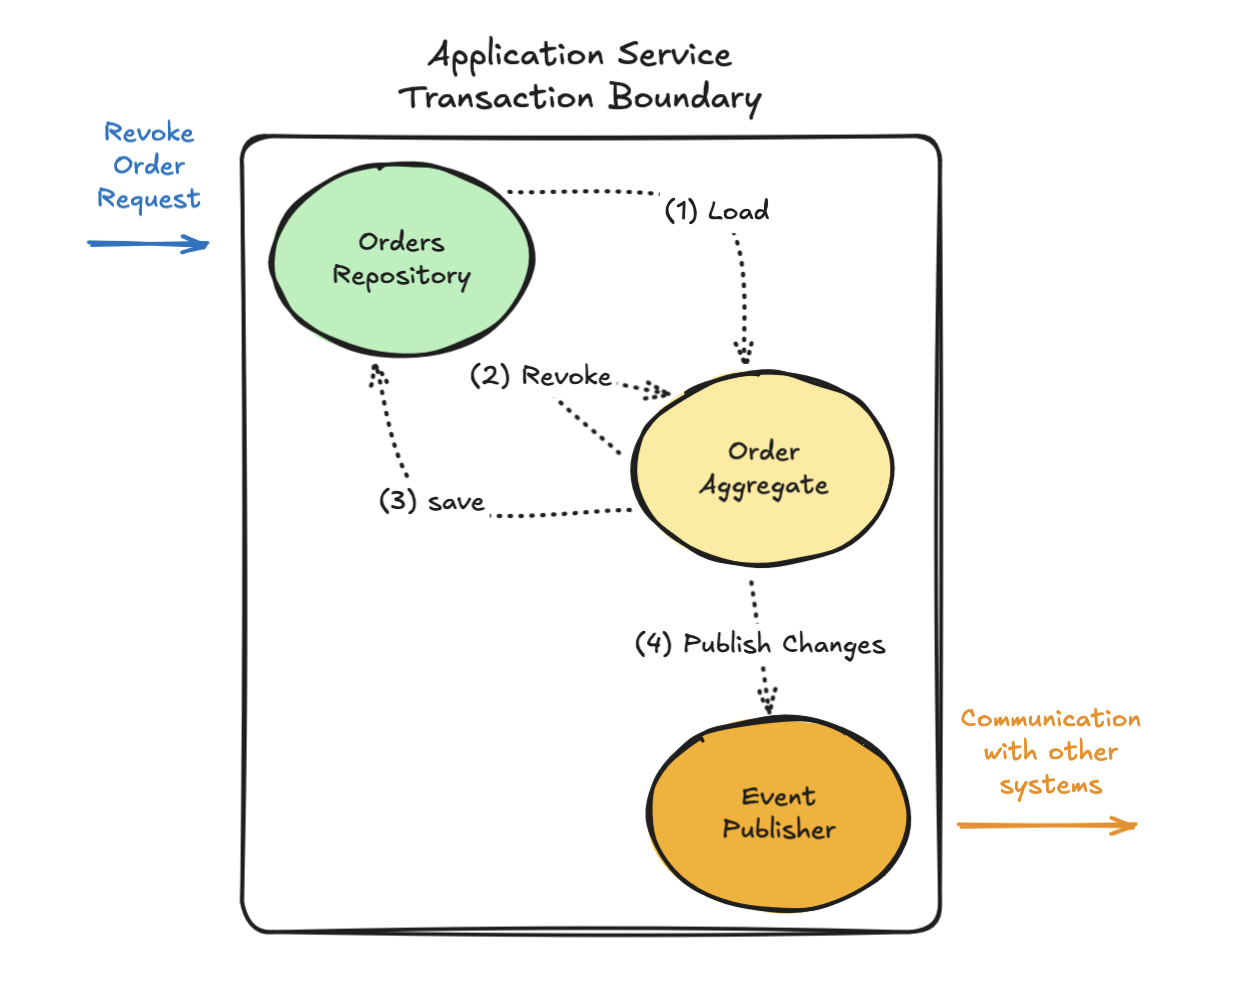 Application Service
Transaction Boundary
Revoke
Order
Request
Orders
Repository
(1) Load
(2) Revoke
Order
Aggregate
(3) save
(4) Publish Changes
Communication
with other
systems
Event
Publisher